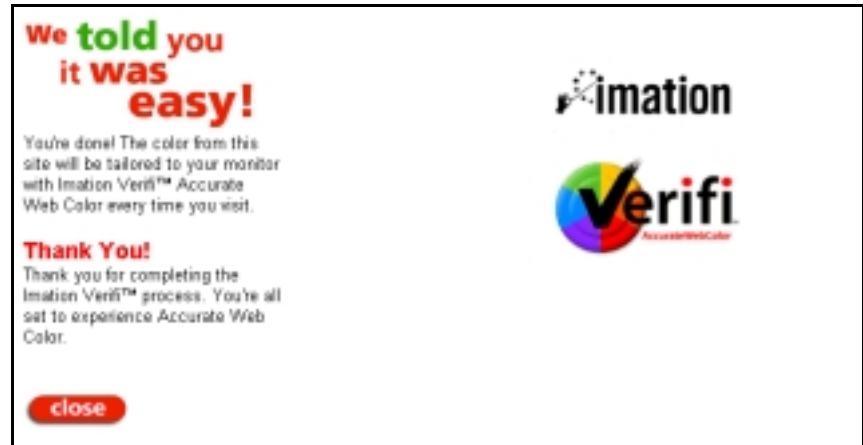 We told you
it was
easy!
You're done! The color from this
site will be tailored to your monitor
with Imation Verifi™ Accurate
Web Color every time you visit.
Thank You!
Thank you for completing the
Imation Verifi™ process. You're all
set to experience Accurate Web
Color.
close
imation
Verifi™
AccurateWebColor